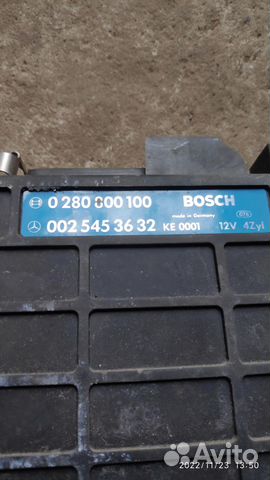 0 280 800 100 BOSCH
made in Germany 076
002 545 36 32 KE 0001 12V 4Zyl
Avito
2022/11/23 13:50